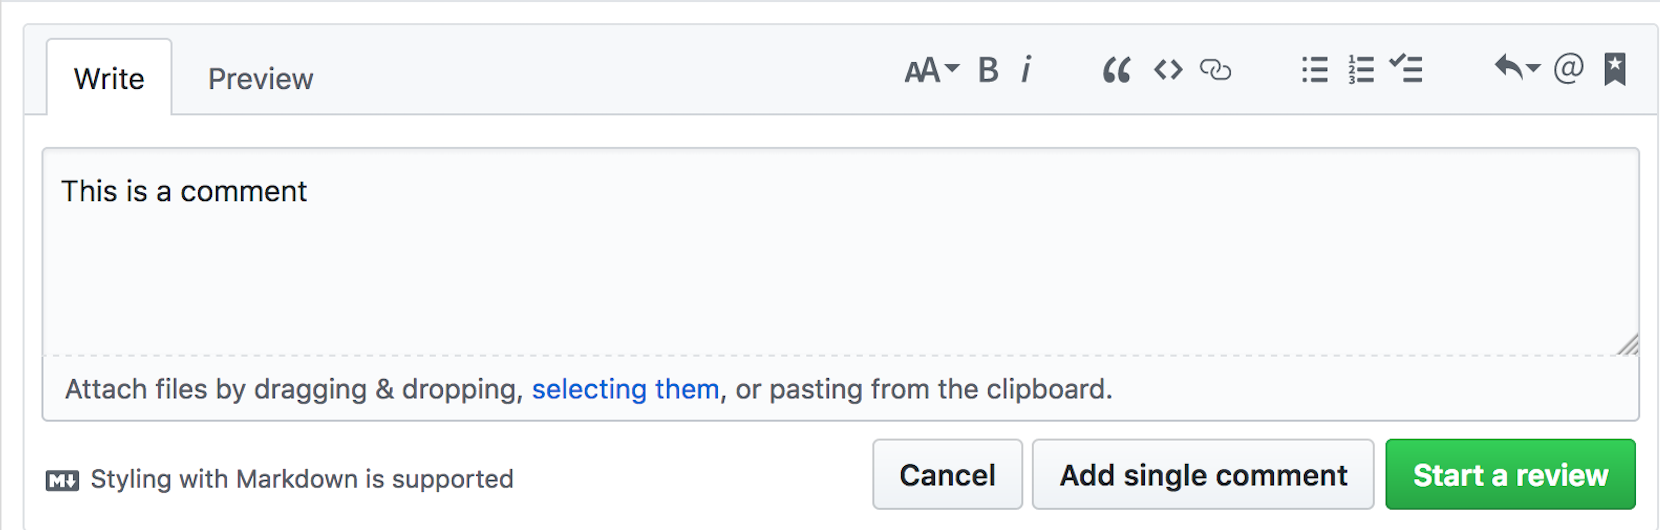 Write Preview AA B i “ <> @
This is a comment
Attach files by dragging & dropping, selecting them, or pasting from the clipboard.
M↓ Styling with Markdown is supported Cancel Add single comment Start a review